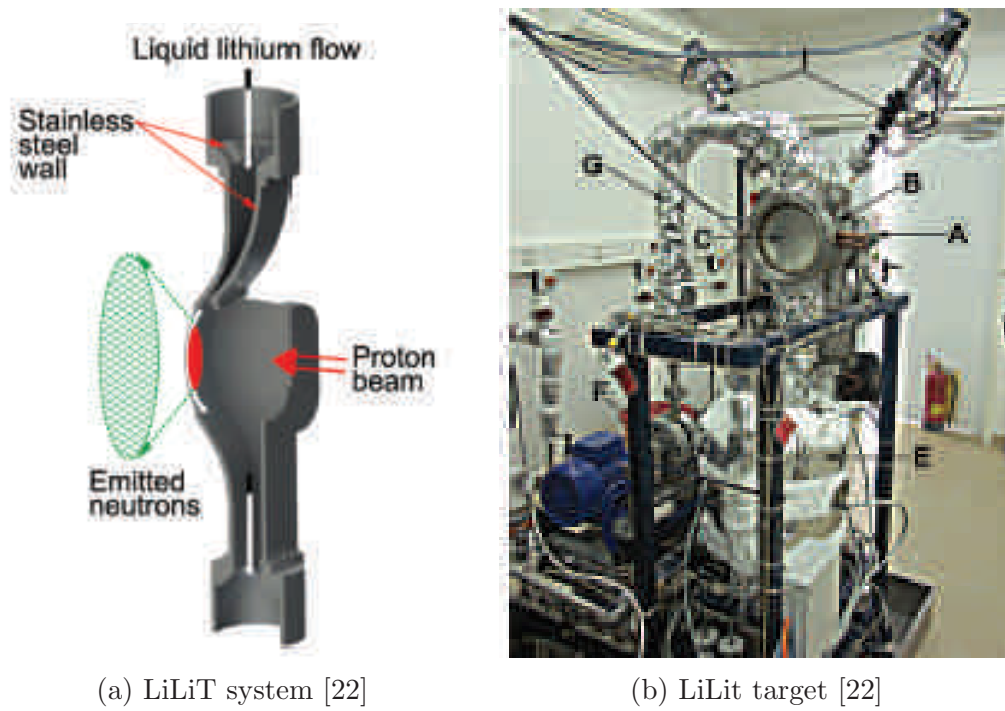 Liquid lithium flow
Stainless
steel
wall
Proton
beam
Emitted
neutrons
G
B
C
A
F
E
(a) LiLiT system [22]
(b) LiLit target [22]